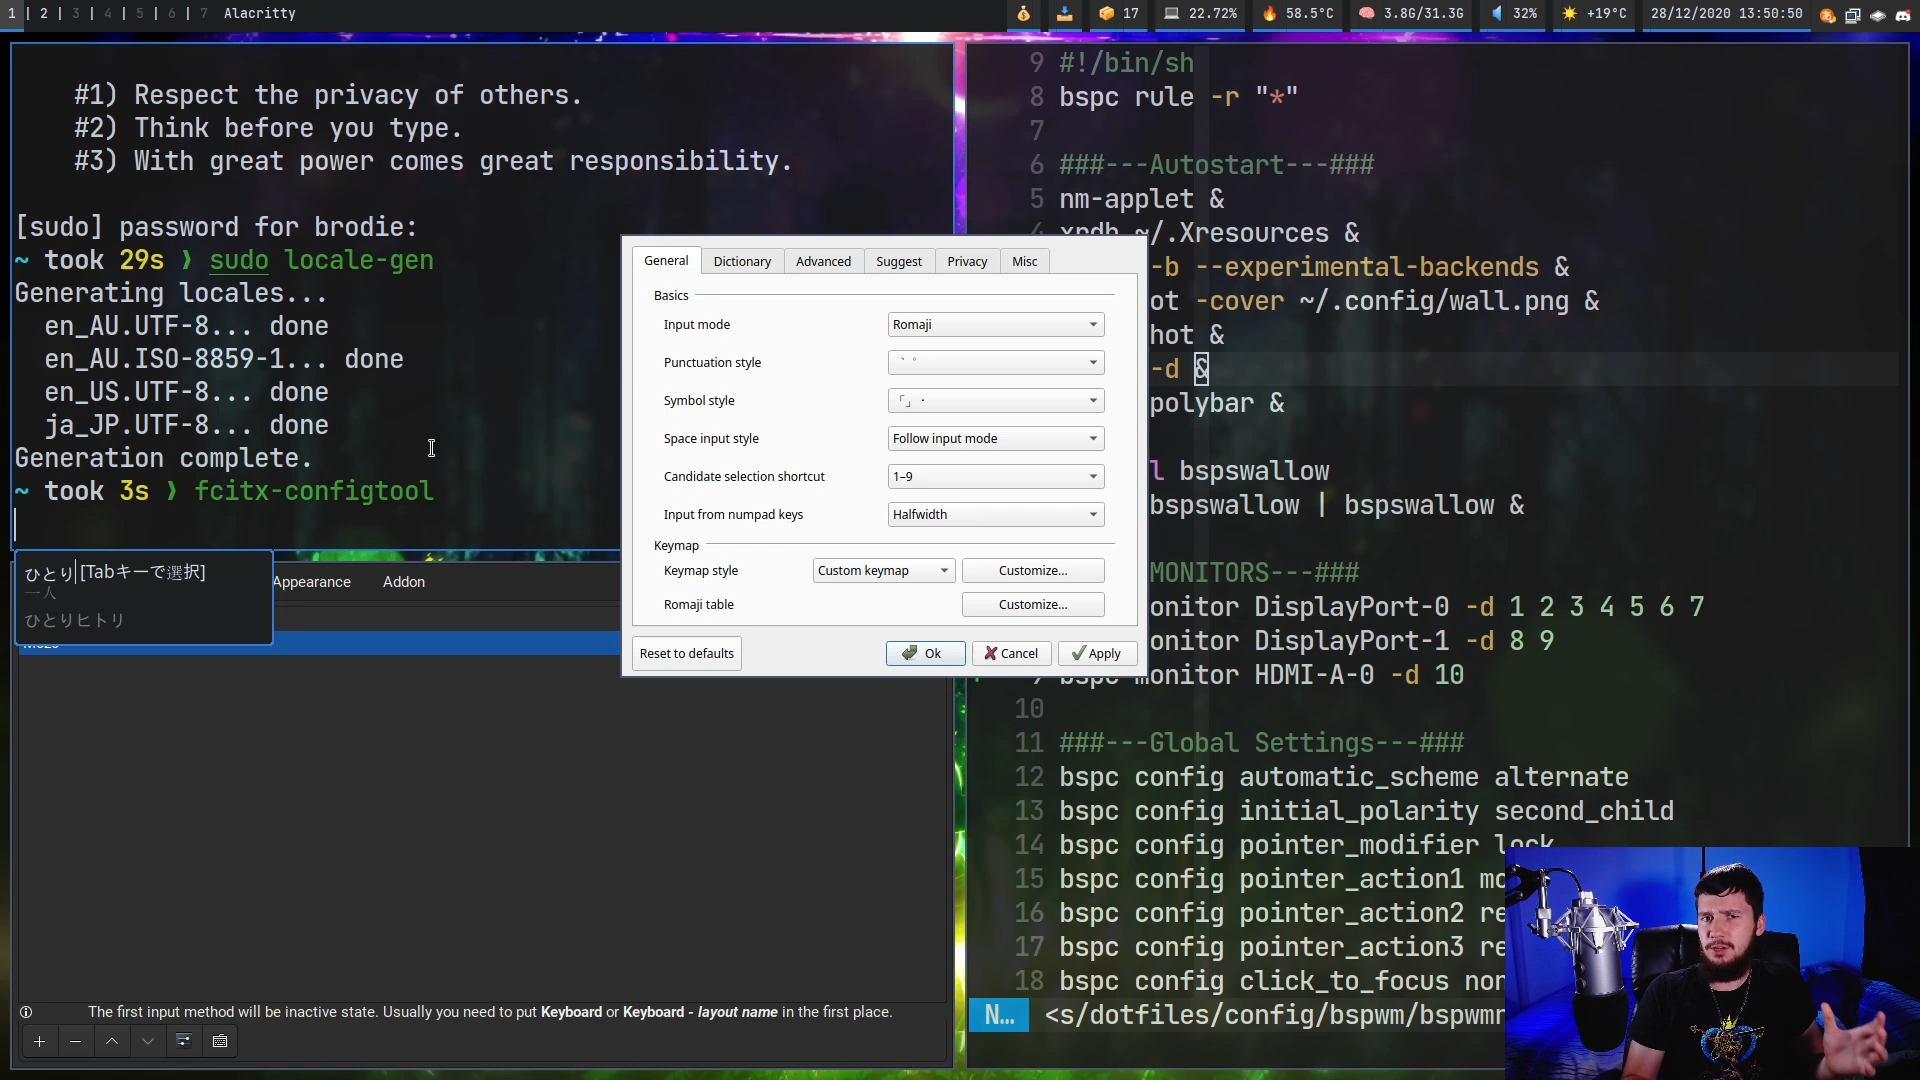 1 | 2 | 3 | 4 | 5 | 6 | 7 Alacritty
17 22.72% 58.5°C 3.8G/31.3G 32% +19°C 28/12/2020 13:50:50
#1) Respect the privacy of others.
#2) Think before you type.
#3) With great power comes great responsibility.
[sudo] password for brodie:
~ took 29s ❯ sudo locale-gen
Generating locales...
en_AU.UTF-8... done
en_AU.ISO-8859-1... done
en_US.UTF-8... done
ja_JP.UTF-8... done
Generation complete.
~ took 3s ❯ fcitx-configtool
ひとり[Tabキーで選択]
一人
ひとりヒトリ
Appearance Addon
The first input method will be inactive state. Usually you need to put Keyboard or Keyboard - layout name in the first place.
General Dictionary Advanced Suggest Privacy Misc
Basics
Input mode Romaji
Punctuation style 、。
Symbol style 「」・
Space input style Follow input mode
Candidate selection shortcut 1–9
Input from numpad keys Halfwidth
Keymap
Keymap style Custom keymap Customize...
Romaji table Customize...
Reset to defaults Ok Cancel Apply
9 #!/bin/sh
8 bspc rule -r "*"
7
6 ###---Autostart---###
5 nm-applet &
4 xrdb ~/.Xresources &
-b --experimental-backends &
ot -cover ~/.config/wall.png &
hot &
-d &
polybar &
l bspswallow
bspswallow | bspswallow &
MONITORS---###
onitor DisplayPort-0 -d 1 2 3 4 5 6 7
onitor DisplayPort-1 -d 8 9
9 bspc monitor HDMI-A-0 -d 10
10
11 ###---Global Settings---###
12 bspc config automatic_scheme alternate
13 bspc config initial_polarity second_child
14 bspc config pointer_modifier lock
15 bspc config pointer_action1 mo
16 bspc config pointer_action2 re
17 bspc config pointer_action3 re
18 bspc config click_to_focus non
N... <s/dotfiles/config/bspwm/bspwmr